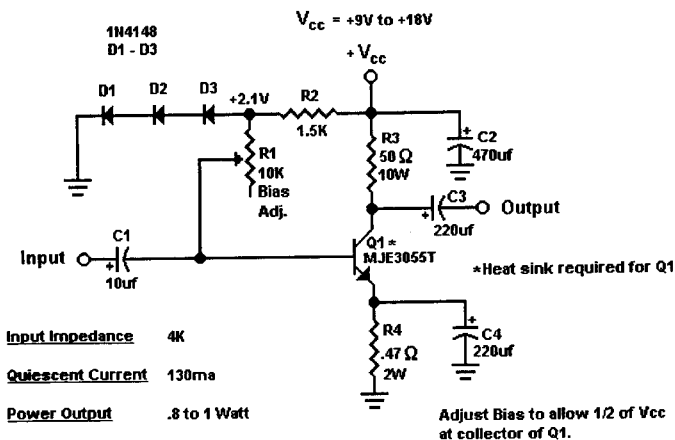 V_CC = +9V to +18V
1N4148
D1 - D3
+ V_CC
D1
D2
D3
+2.1V
R2
1.5K
C2
470uf
+
R1
10K
Bias
Adj.
R3
50 Ω
10W
C3
+
220uf
Output
Input
C1
+
10uf
Q1 *
MJE3055T
*Heat sink required for Q1
R4
.47 Ω
2W
+
C4
220uf
Input Impedance 4K
Quiescent Current 130ma
Power Output .8 to 1 Watt
Adjust Bias to allow 1/2 of Vcc
at collector of Q1.